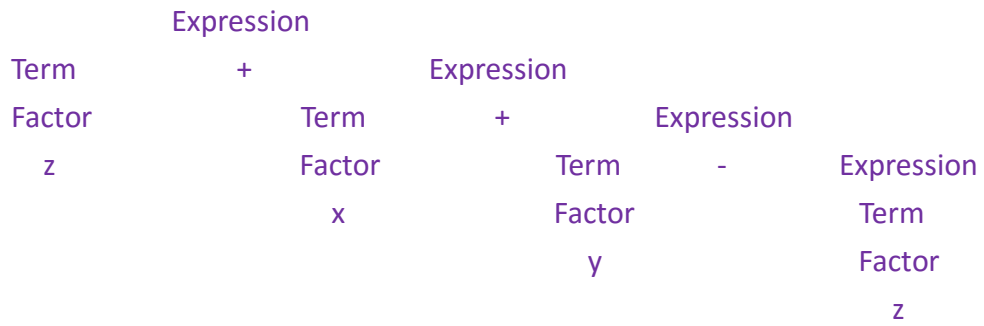 Expression
Term + Expression
Factor Term + Expression
z Factor Term - Expression
x Factor Term
y Factor
z